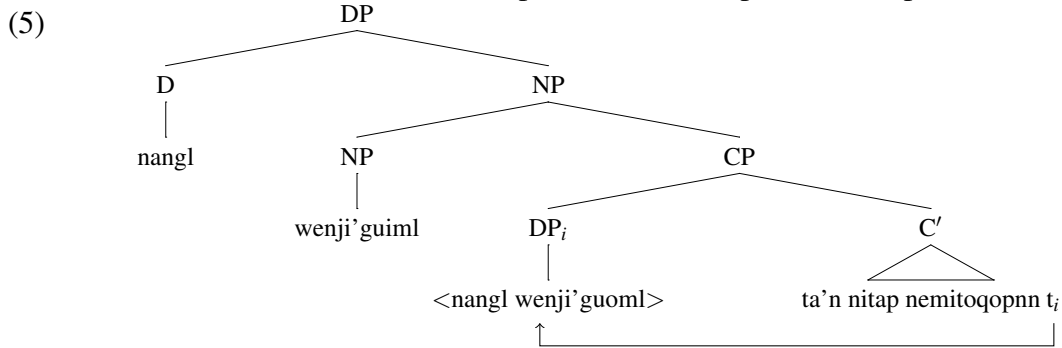 (5)
DP
D NP
nangl NP CP
wenji'guiml DPᵢ C′
<nangl wenji'guoml> ta'n nitap nemitoqopnn tᵢ